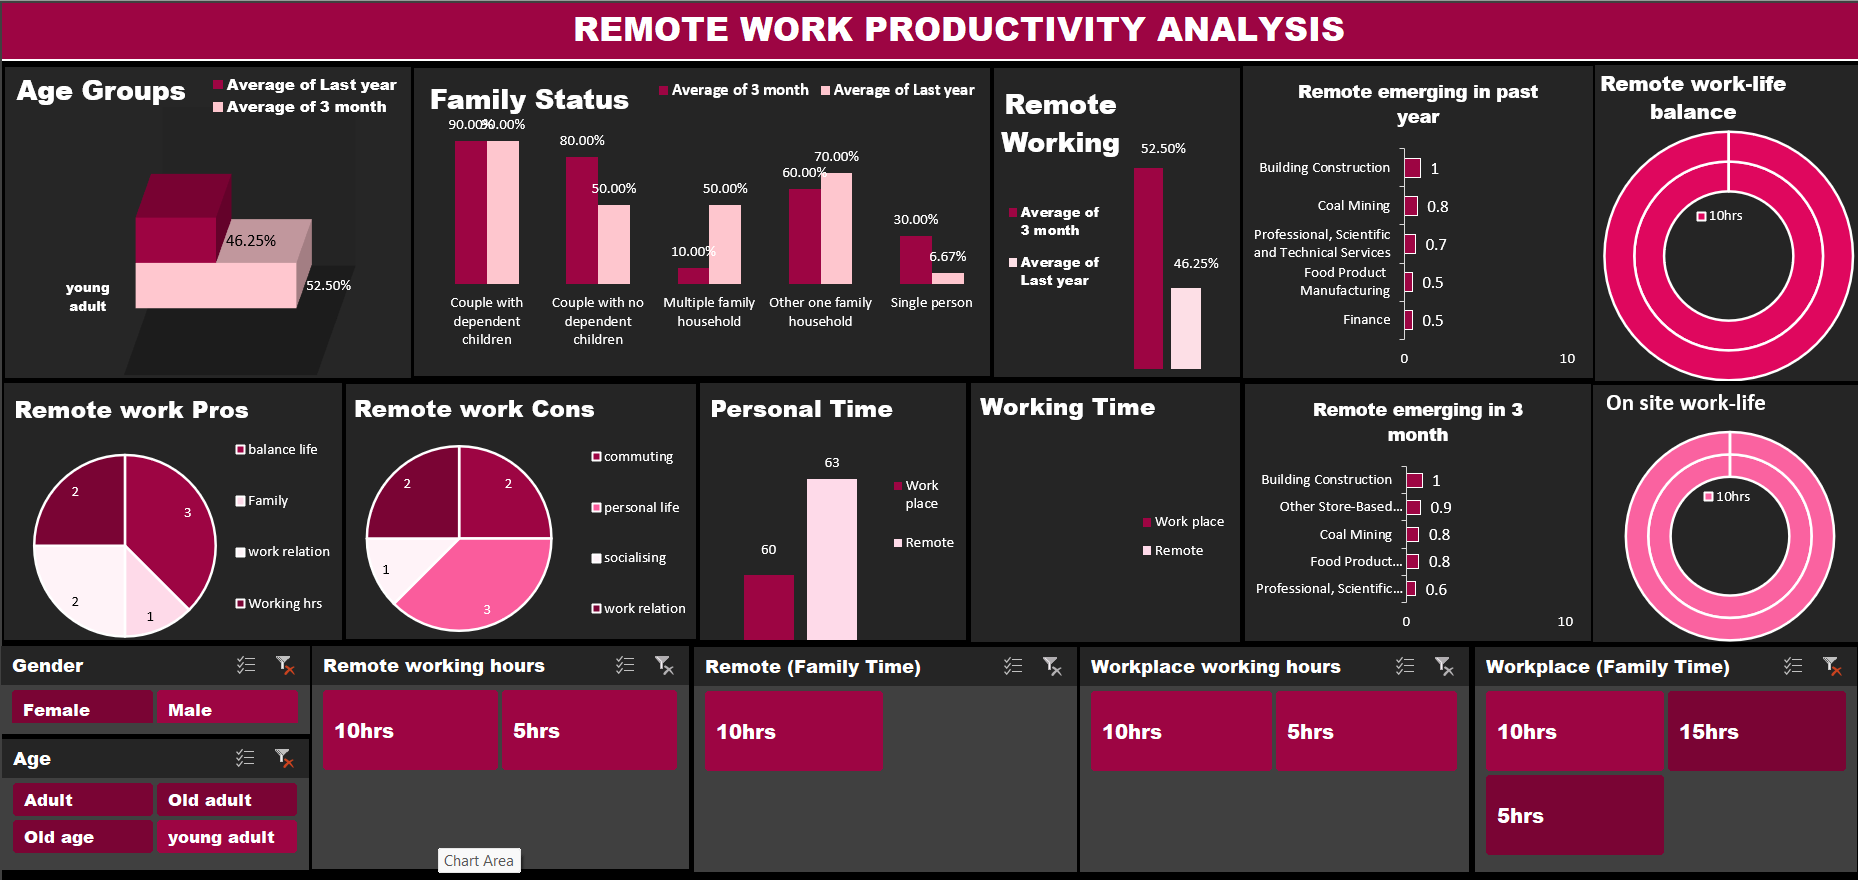 REMOTE WORK PRODUCTIVITY ANALYSIS
Age Groups
Average of Last year
Average of 3 month
46.25%
52.50%
young
adult
Family Status
Average of 3 month
Average of Last year
90.00%
90.00%
80.00%
50.00%
10.00%
50.00%
60.00%
70.00%
30.00%
6.67%
Couple with
dependent
children
Couple with no
dependent
children
Multiple family
household
Other one family
household
Single person
Remote
Working
52.50%
46.25%
Average of
3 month
Average of
Last year
Remote emerging in past
year
Building Construction
1
Coal Mining
0.8
Professional, Scientific
and Technical Services
0.7
Food Product
Manufacturing
0.5
Finance
0.5
0
10
Remote work-life
balance
10hrs
Remote work Pros
2
3
2
1
balance life
Family
work relation
Working hrs
Remote work Cons
2
2
1
3
commuting
personal life
socialising
work relation
Personal Time
60
63
Work
place
Remote
Working Time
Work place
Remote
Remote emerging in 3
month
Building Construction
1
Other Store-Based...
0.9
Coal Mining
0.8
Food Product...
0.8
Professional, Scientific...
0.6
0
10
On site work-life
10hrs
Gender
Female
Male
Age
Adult
Old adult
Old age
young adult
Remote working hours
10hrs
5hrs
Chart Area
Remote (Family Time)
10hrs
Workplace working hours
10hrs
5hrs
Workplace (Family Time)
10hrs
15hrs
5hrs